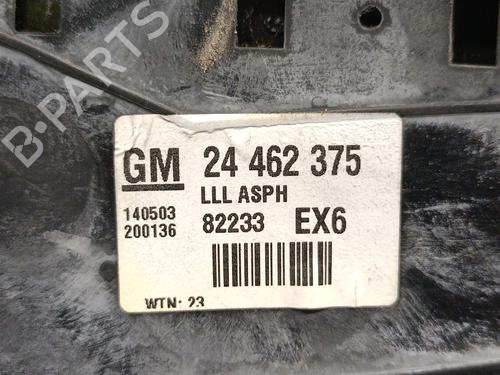 B-PARTS
GM 24 462 375
LLL ASPH
140503 82233 EX6
200136
WTN: 23